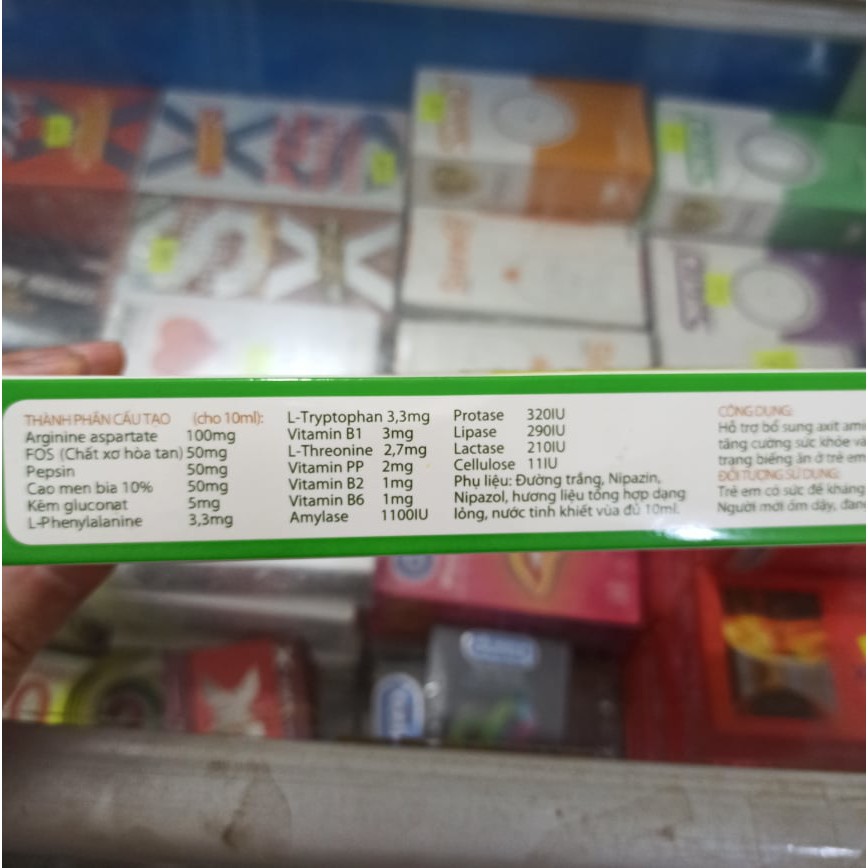 THÀNH PHẦN CẤU TẠO (cho 10ml):
Arginine aspartate 100mg
FOS (Chất xơ hòa tan) 50mg
Pepsin 50mg
Cao men bia 10% 50mg
Kẽm gluconat 5mg
L-Phenylalanine 3,3mg
L-Tryptophan 3,3mg
Vitamin B1 3mg
L-Threonine 2,7mg
Vitamin PP 2mg
Vitamin B2 1mg
Vitamin B6 1mg
Amylase 1100IU
Protase 320IU
Lipase 290IU
Lactase 210IU
Cellulose 11IU
Phụ liệu: Đường trắng, Nipazin,
Nipazol, hương liệu tổng hợp dạng
lỏng, nước tinh khiết vừa đủ 10ml.
CÔNG DỤNG:
Hỗ trợ bổ sung axit ami
tăng cường sức khỏe và
trạng biếng ăn ở trẻ em
ĐỐI TƯỢNG SỬ DỤNG:
Trẻ em có sức đề kháng
Người mới ốm dậy, đang